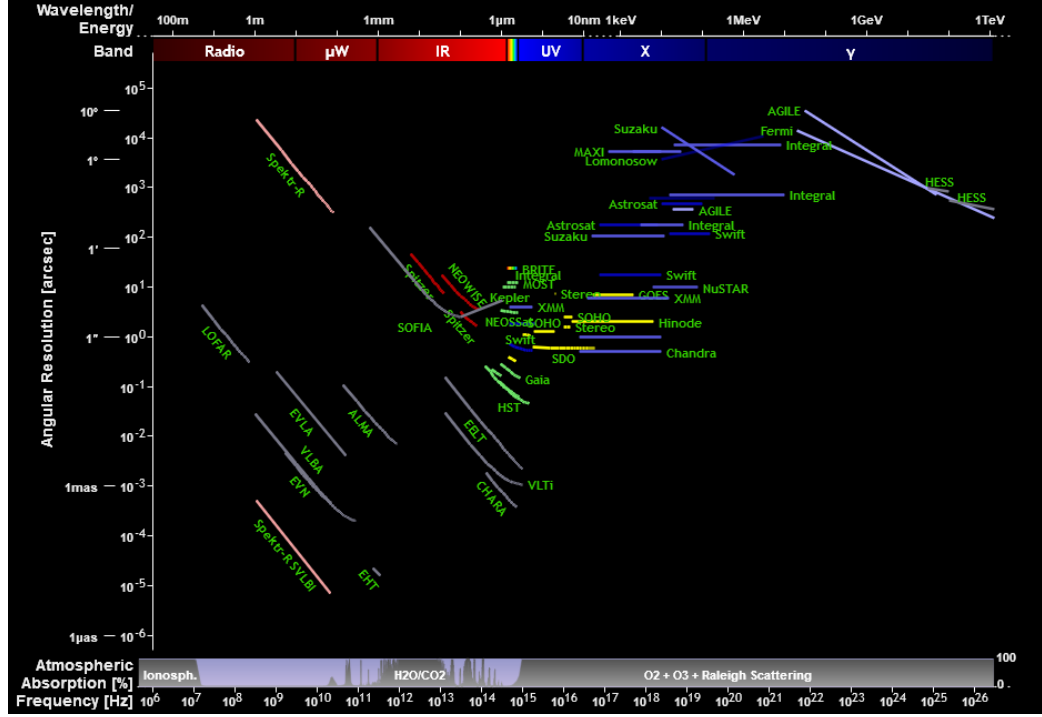 Wavelength/
Energy
100m 1m 1mm 1µm 10nm 1keV 1MeV 1GeV 1TeV
Band Radio µW IR UV X γ
Angular Resolution [arcsec]
10⁵
10° 10⁴
1° 10³
10²
1' 10¹
1" 10⁰
10⁻¹
10⁻²
1mas 10⁻³
10⁻⁴
10⁻⁵
1µas 10⁻⁶
AGILE
Suzaku Fermi
MAXI Integral
Lomonosow
Spektr-R
HESS
HESS
Integral
Astrosat AGILE
Astrosat Integral
Suzaku Swift
BRITE
Integral
MOST
Swift
Spitzer NEOWISE
Kepler Stereo GOES NuSTAR
XMM XMM
SOFIA Spitzer NEOSSat SOHO SOHO
Stereo Hinode
LOFAR Swift
SDO Chandra
Gaia
HST
EVLA ALMA
EELT
VLBA
EVN
CHARA VLTi
Spektr-R SVLBI
EHT
Atmospheric
Absorption [%]
Ionosph. H2O/CO2 O2 + O3 + Raleigh Scattering
100
0
Frequency [Hz] 10⁶ 10⁷ 10⁸ 10⁹ 10¹⁰ 10¹¹ 10¹² 10¹³ 10¹⁴ 10¹⁵ 10¹⁶ 10¹⁷ 10¹⁸ 10¹⁹ 10²⁰ 10²¹ 10²² 10²³ 10²⁴ 10²⁵ 10²⁶